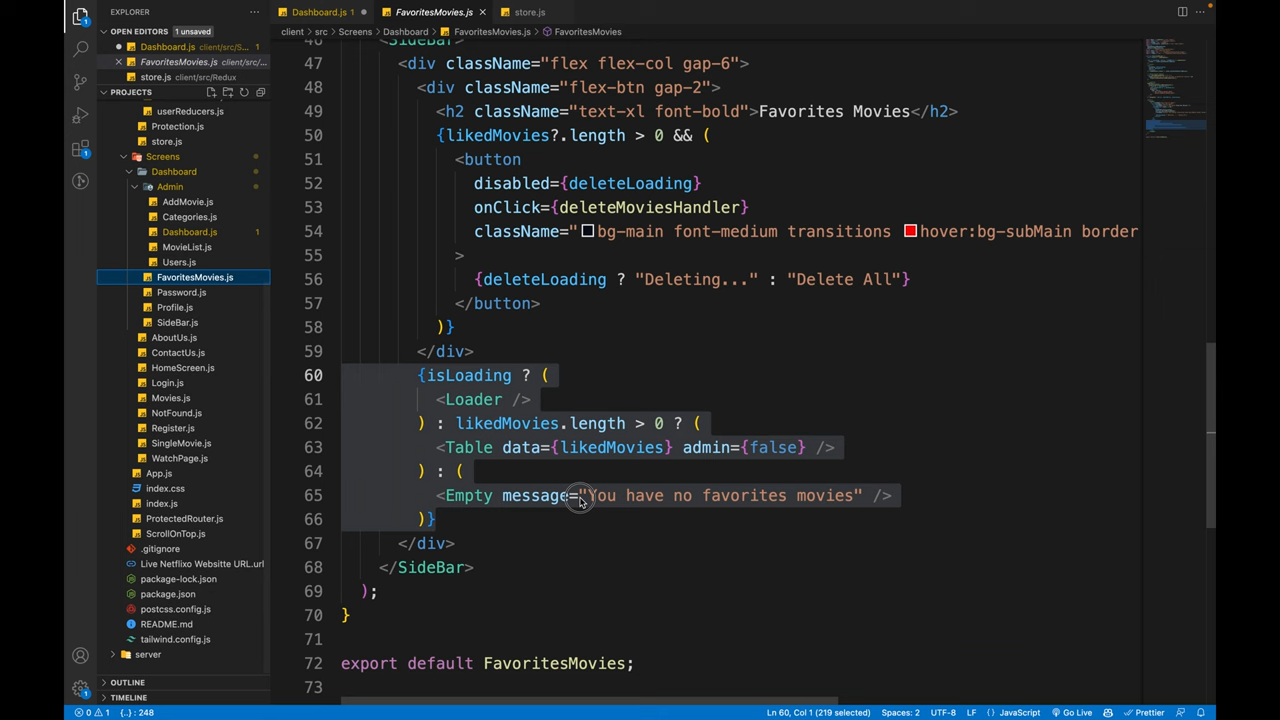 EXPLORER
···
Dashboard.js 1
FavoritesMovies.js
store.js
OPEN EDITORS
1 unsaved
Dashboard.js client/src/S...
1
FavoritesMovies.js client/src/...
store.js client/src/Redux
PROJECTS
userReducers.js
Protection.js
store.js
Screens
Dashboard
Admin
AddMovie.js
Categories.js
Dashboard.js
1
MovieList.js
Users.js
FavoritesMovies.js
Password.js
Profile.js
SideBar.js
AboutUs.js
ContactUs.js
HomeScreen.js
Login.js
Movies.js
NotFound.js
Register.js
SingleMovie.js
WatchPage.js
App.js
index.css
index.js
ProtectedRouter.js
ScrollOnTop.js
.gitignore
Live Netflixo Websitte URL.url
package-lock.json
package.json
postcss.config.js
README.md
tailwind.config.js
server
OUTLINE
TIMELINE
client > src > Screens > Dashboard > FavoritesMovies.js > FavoritesMovies
46 <SideBar>
47 <div className="flex flex-col gap-6">
48 <div className="flex-btn gap-2">
49 <h2 className="text-xl font-bold">Favorites Movies</h2>
50 {likedMovies?.length > 0 && (
51 <button
52 disabled={deleteLoading}
53 onClick={deleteMoviesHandler}
54 className="bg-main font-medium transitions hover:bg-subMain border
55 >
56 {deleteLoading ? "Deleting..." : "Delete All"}
57 </button>
58 )}
59 </div>
60 {isLoading ? (
61 <Loader />
62 ) : likedMovies.length > 0 ? (
63 <Table data={likedMovies} admin={false} />
64 ) : (
65 <Empty message="You have no favorites movies" />
66 )}
67 </div>
68 </SideBar>
69 );
70 }
71
72 export default FavoritesMovies;
73
0 1 {..} : 248
Ln 60, Col 1 (219 selected) Spaces: 2 UTF-8 LF {} JavaScript Go Live Prettier